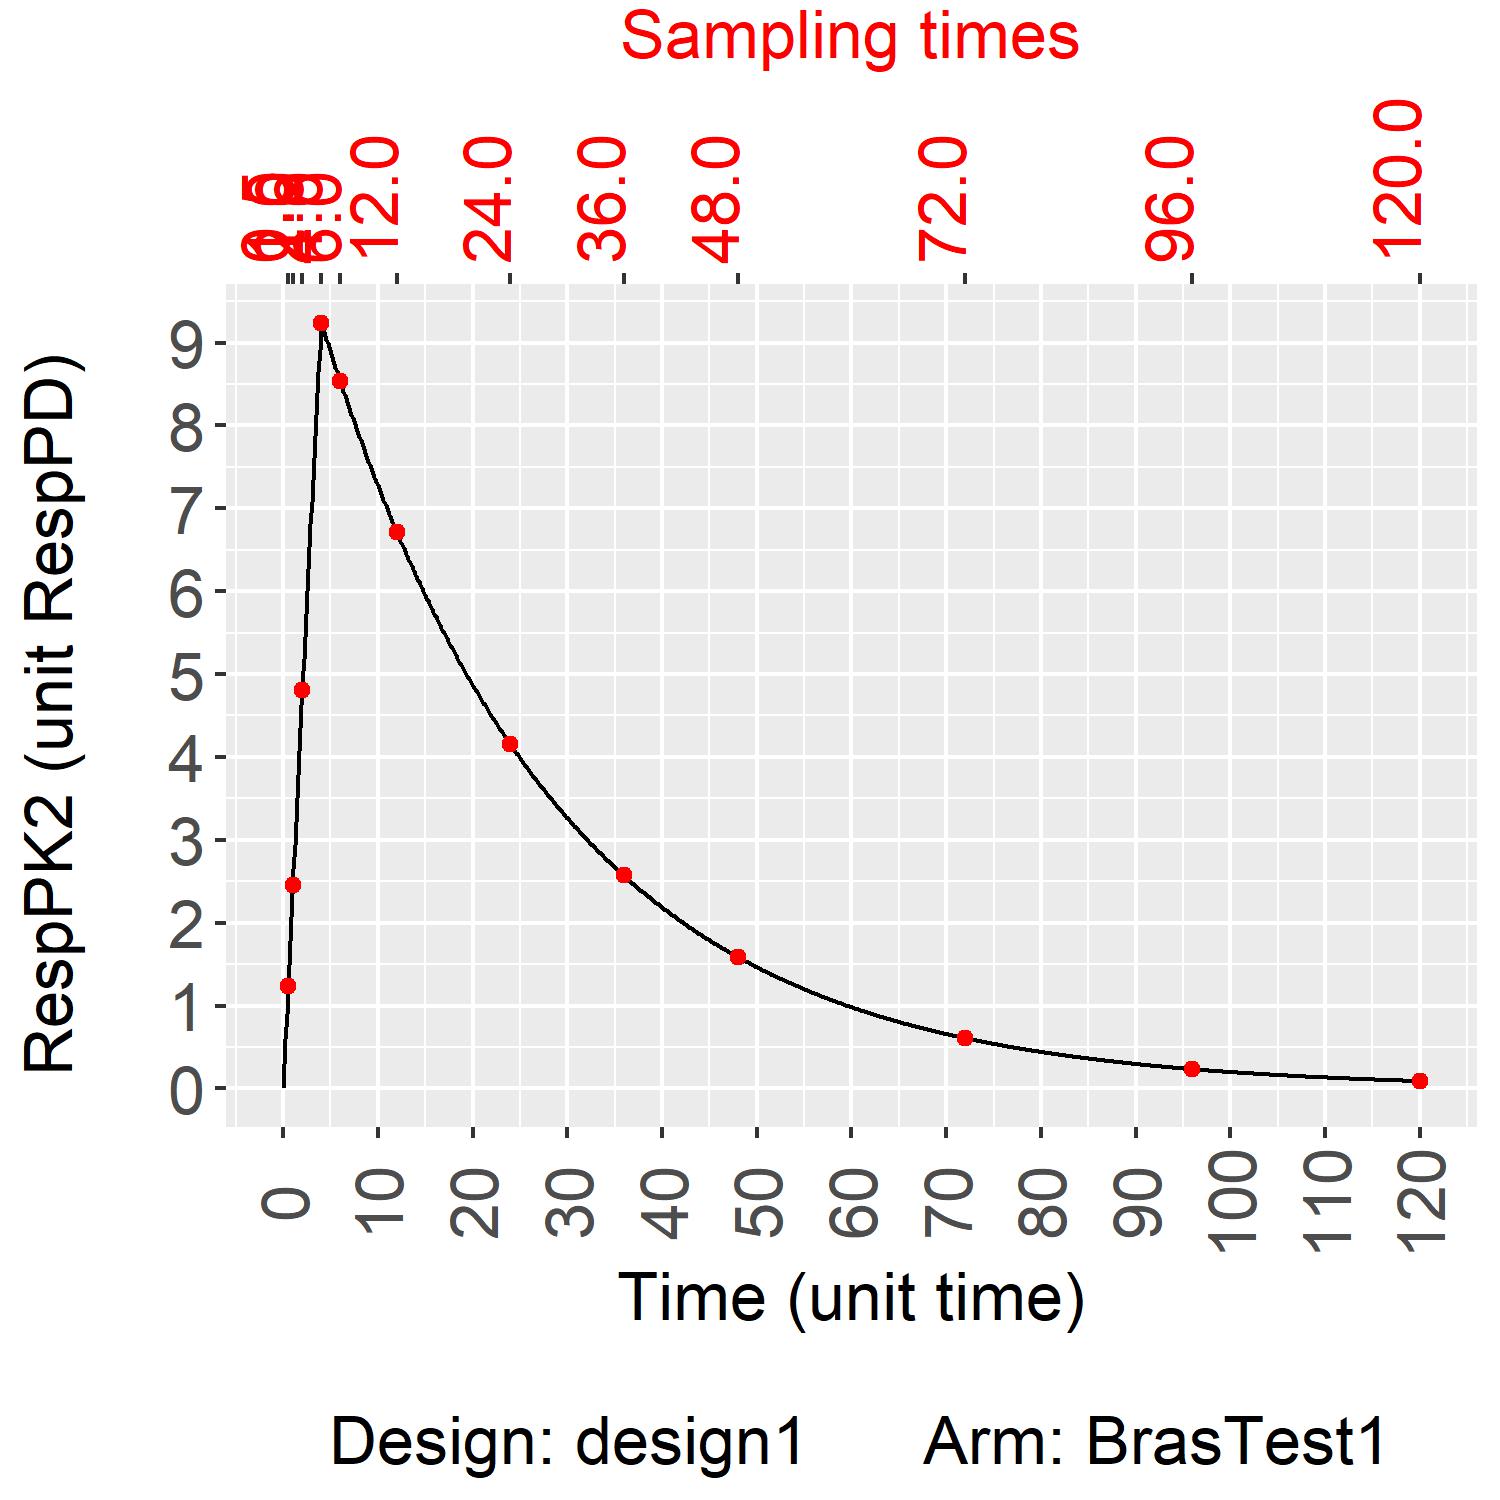 Sampling times
12.0 24.0 36.0 48.0 72.0 96.0 120.0
RespPK2 (unit RespPD)
9
8
7
6
5
4
3
2
1
0
0 10 20 30 40 50 60 70 80 90 100 110 120
Time (unit time)
Design: design1 Arm: BrasTest1